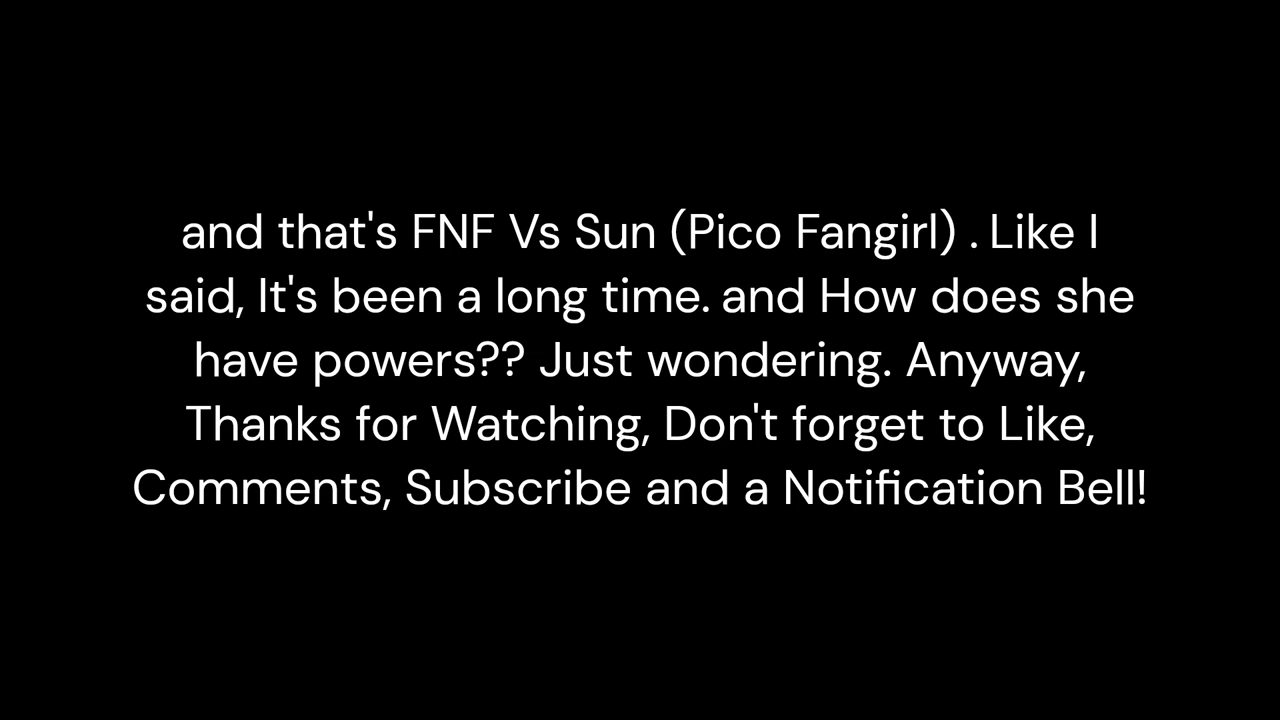 and that's FNF Vs Sun (Pico Fangirl) . Like I
said, It's been a long time. and How does she
have powers?? Just wondering. Anyway,
Thanks for Watching, Don't forget to Like,
Comments, Subscribe and a Notification Bell!